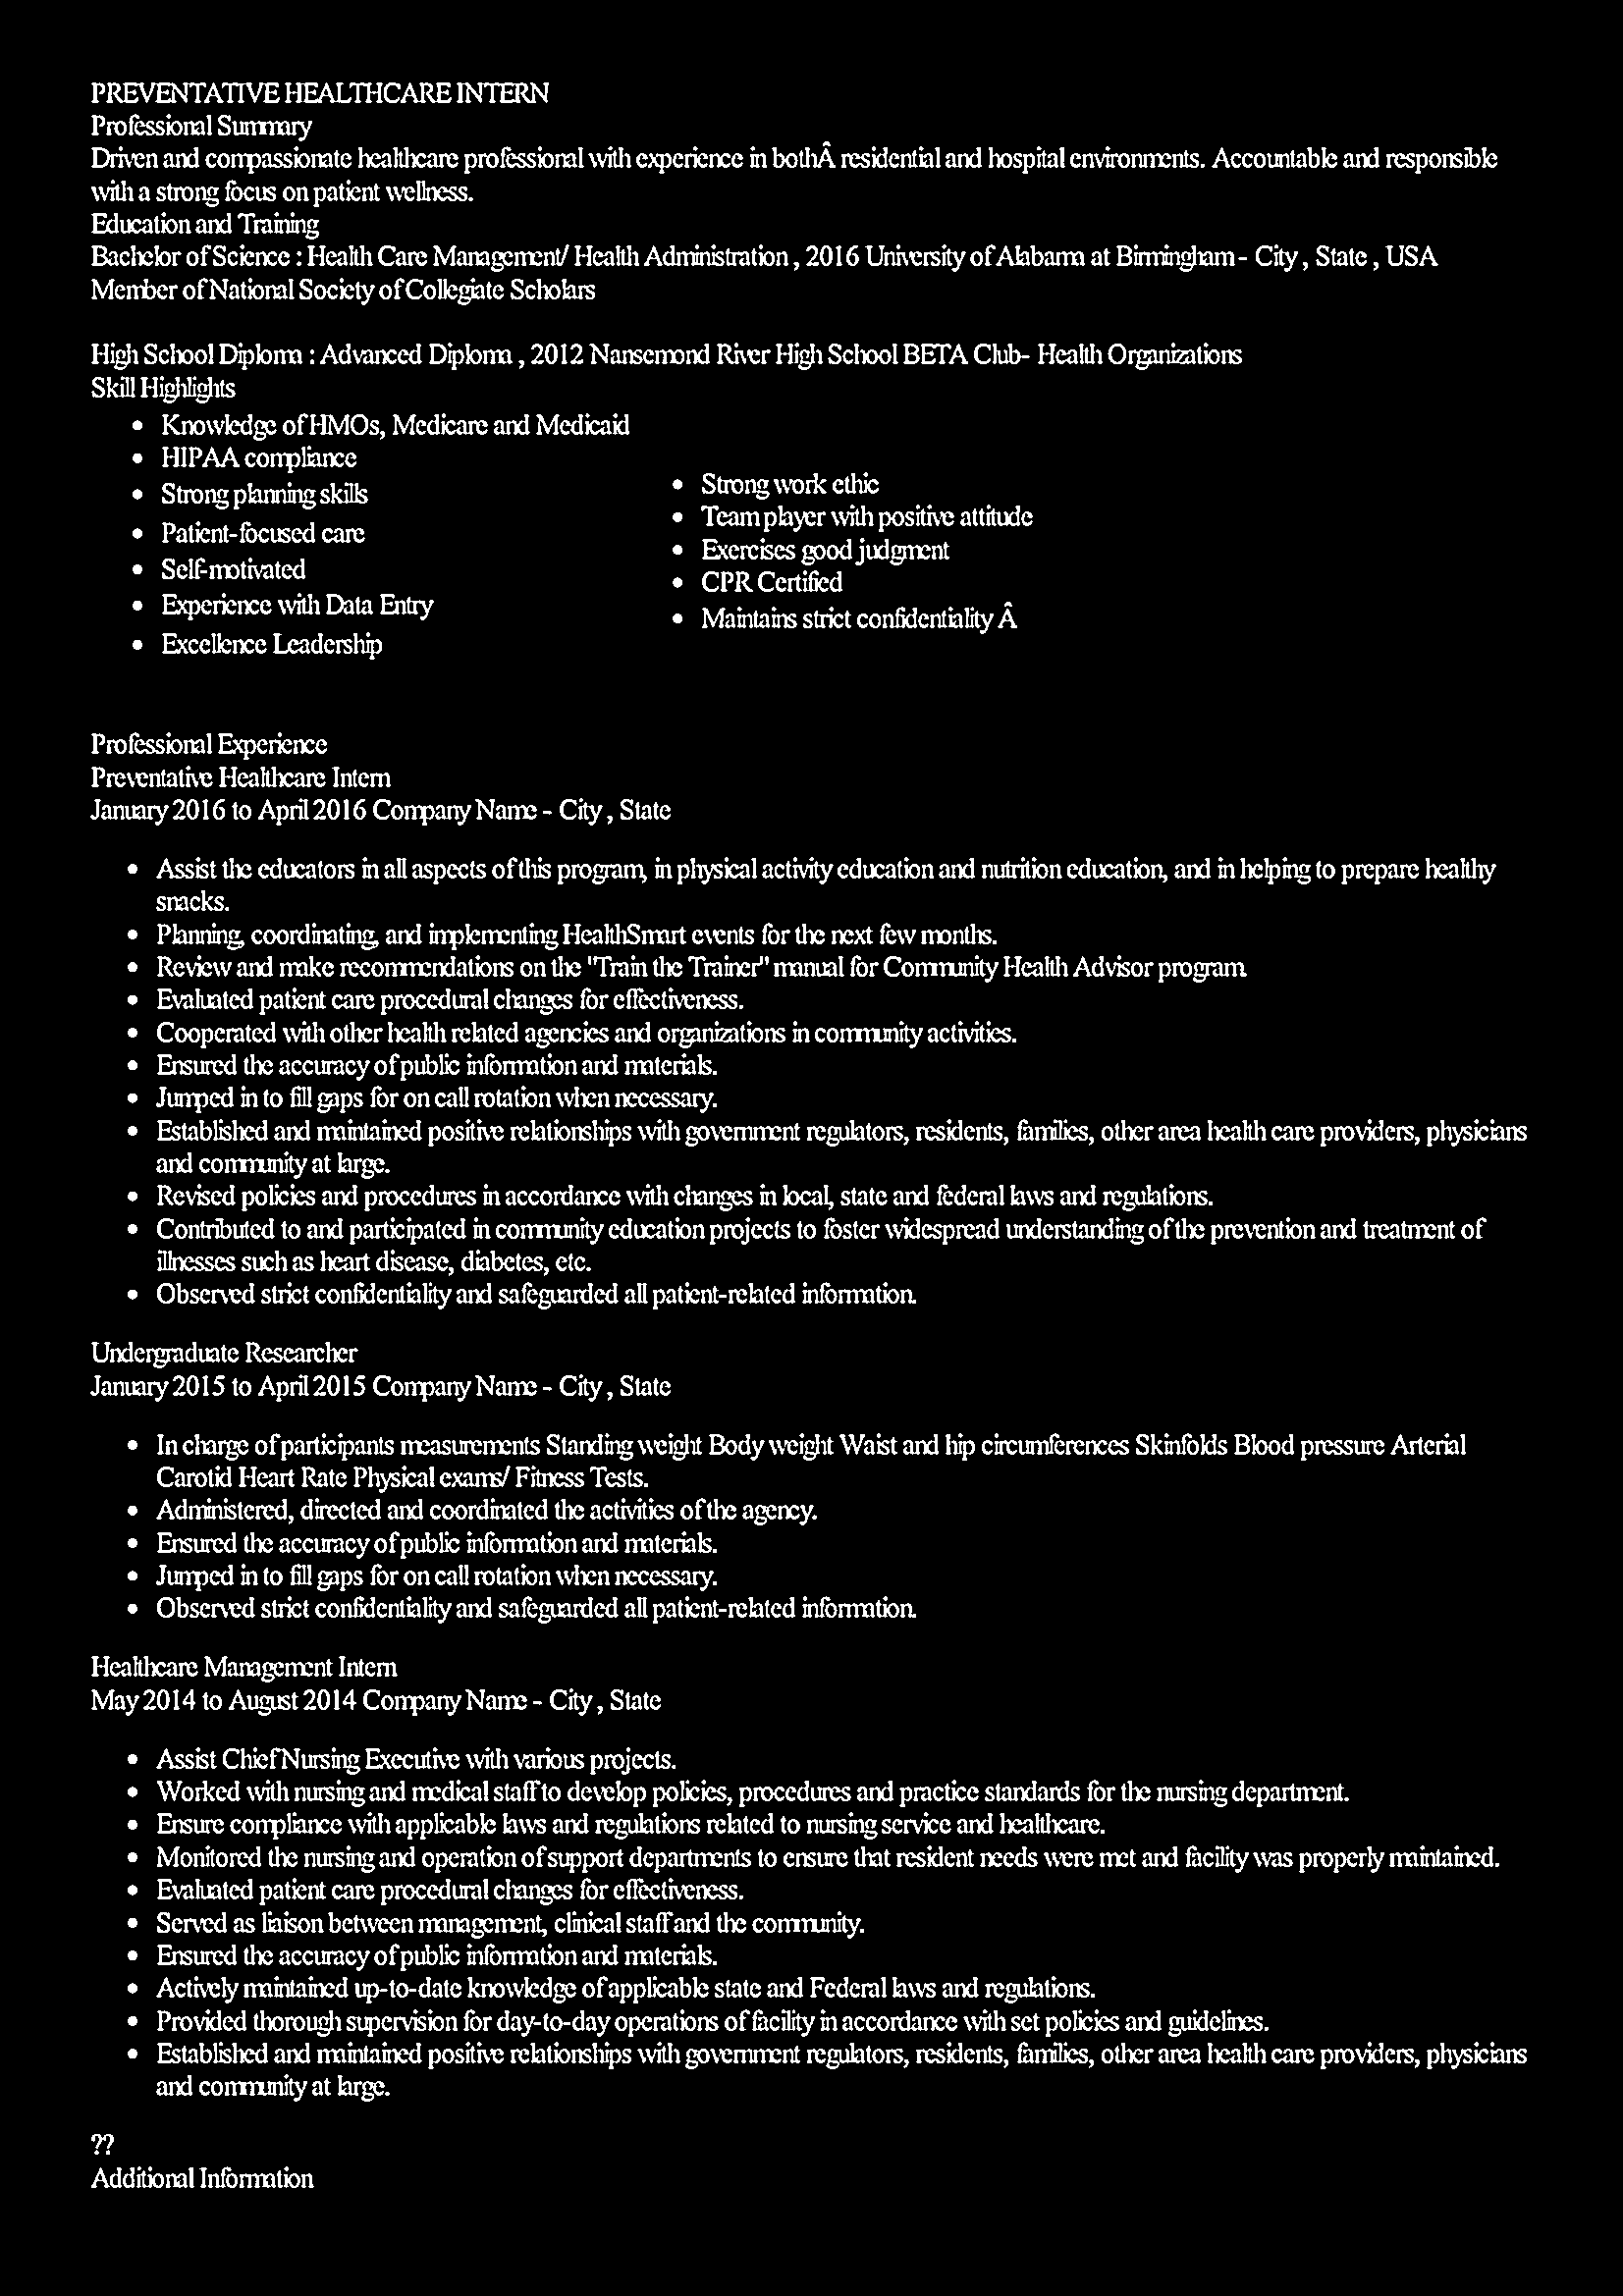 PREVENTATIVE HEALTHCARE INTERN
Professional Summary
Driven and compassionate healthcare professional with experience in bothÂ residential and hospital environments. Accountable and responsible
with a strong focus on patient wellness.
Education and Training
Bachelor of Science : Health Care Management/ Health Administration , 2016 University of Alabama at Birmingham - City , State , USA
Member of National Society of Collegiate Scholars
High School Diploma : Advanced Diploma , 2012 Nansemond River High School BETA Club- Health Organizations
Skill Highlights
• Knowledge of HMOs, Medicare and Medicaid
• HIPAA compliance
• Strong planning skills
• Patient-focused care
• Self-motivated
• Experience with Data Entry
• Excellence Leadership
• Strong work ethic
• Team player with positive attitude
• Exercises good judgment
• CPR Certified
• Maintains strict confidentiality Â
Professional Experience
Preventative Healthcare Intern
January 2016 to April 2016 Company Name - City , State
• Assist the educators in all aspects of this program, in physical activity education and nutrition education, and in helping to prepare healthy
snacks.
• Planning, coordinating, and implementing HealthSmart events for the next few months.
• Review and make recommendations on the "Train the Trainer" manual for Community Health Advisor program.
• Evaluated patient care procedural changes for effectiveness.
• Cooperated with other health related agencies and organizations in community activities.
• Ensured the accuracy of public information and materials.
• Jumped in to fill gaps for on call rotation when necessary.
• Established and maintained positive relationships with government regulators, residents, families, other area health care providers, physicians
and community at large.
• Revised policies and procedures in accordance with changes in local, state and federal laws and regulations.
• Contributed to and participated in community education projects to foster widespread understanding of the prevention and treatment of
illnesses such as heart disease, diabetes, etc.
• Observed strict confidentiality and safeguarded all patient-related information.
Undergraduate Researcher
January 2015 to April 2015 Company Name - City , State
• In charge of participants measurements Standing weight Body weight Waist and hip circumferences Skinfolds Blood pressure Arterial
Carotid Heart Rate Physical exams/ Fitness Tests.
• Administered, directed and coordinated the activities of the agency.
• Ensured the accuracy of public information and materials.
• Jumped in to fill gaps for on call rotation when necessary.
• Observed strict confidentiality and safeguarded all patient-related information.
Healthcare Management Intern
May 2014 to August 2014 Company Name - City , State
• Assist Chief Nursing Executive with various projects.
• Worked with nursing and medical staff to develop policies, procedures and practice standards for the nursing department.
• Ensure compliance with applicable laws and regulations related to nursing service and healthcare.
• Monitored the nursing and operation of support departments to ensure that resident needs were met and facility was properly maintained.
• Evaluated patient care procedural changes for effectiveness.
• Served as liaison between management, clinical staff and the community.
• Ensured the accuracy of public information and materials.
• Actively maintained up-to-date knowledge of applicable state and Federal laws and regulations.
• Provided thorough supervision for day-to-day operations of facility in accordance with set policies and guidelines.
• Established and maintained positive relationships with government regulators, residents, families, other area health care providers, physicians
and community at large.
??
Additional Information